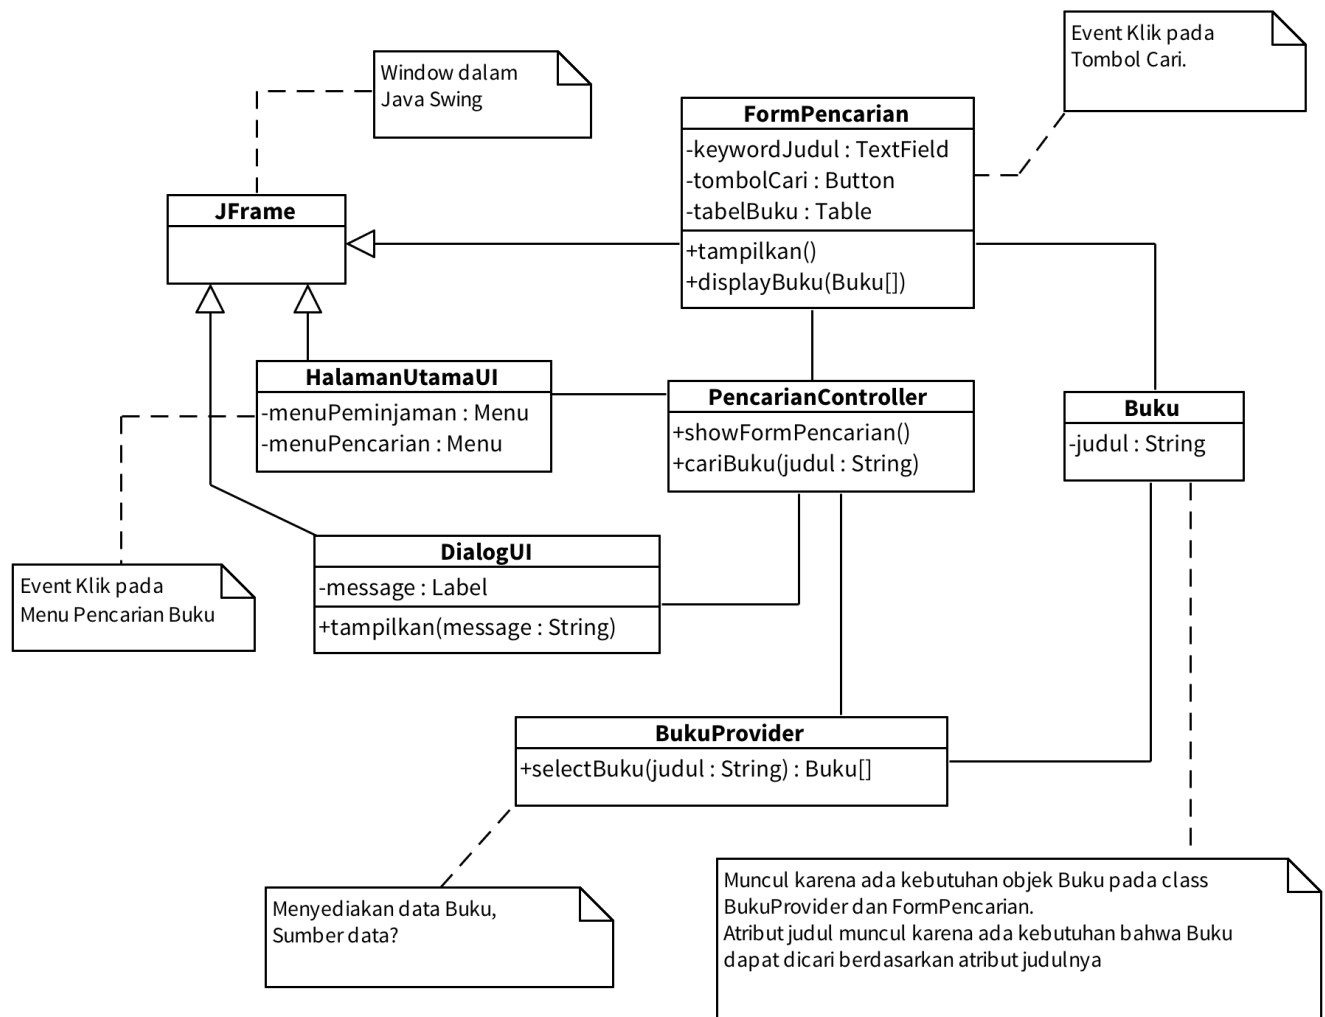 Event Klik pada
Tombol Cari.
Window dalam
Java Swing
FormPencarian
-keywordJudul : TextField
-tombolCari : Button
-tabelBuku : Table
+tampilkan()
+displayBuku(Buku[])
JFrame
HalamanUtamaUI
-menuPeminjaman : Menu
-menuPencarian : Menu
PencarianController
+showFormPencarian()
+cariBuku(judul : String)
Buku
-judul : String
DialogUI
-message : Label
+tampilkan(message : String)
Event Klik pada
Menu Pencarian Buku
BukuProvider
+selectBuku(judul : String) : Buku[]
Menyediakan data Buku,
Sumber data?
Muncul karena ada kebutuhan objek Buku pada class
BukuProvider dan FormPencarian.
Atribut judul muncul karena ada kebutuhan bahwa Buku
dapat dicari berdasarkan atribut judulnya